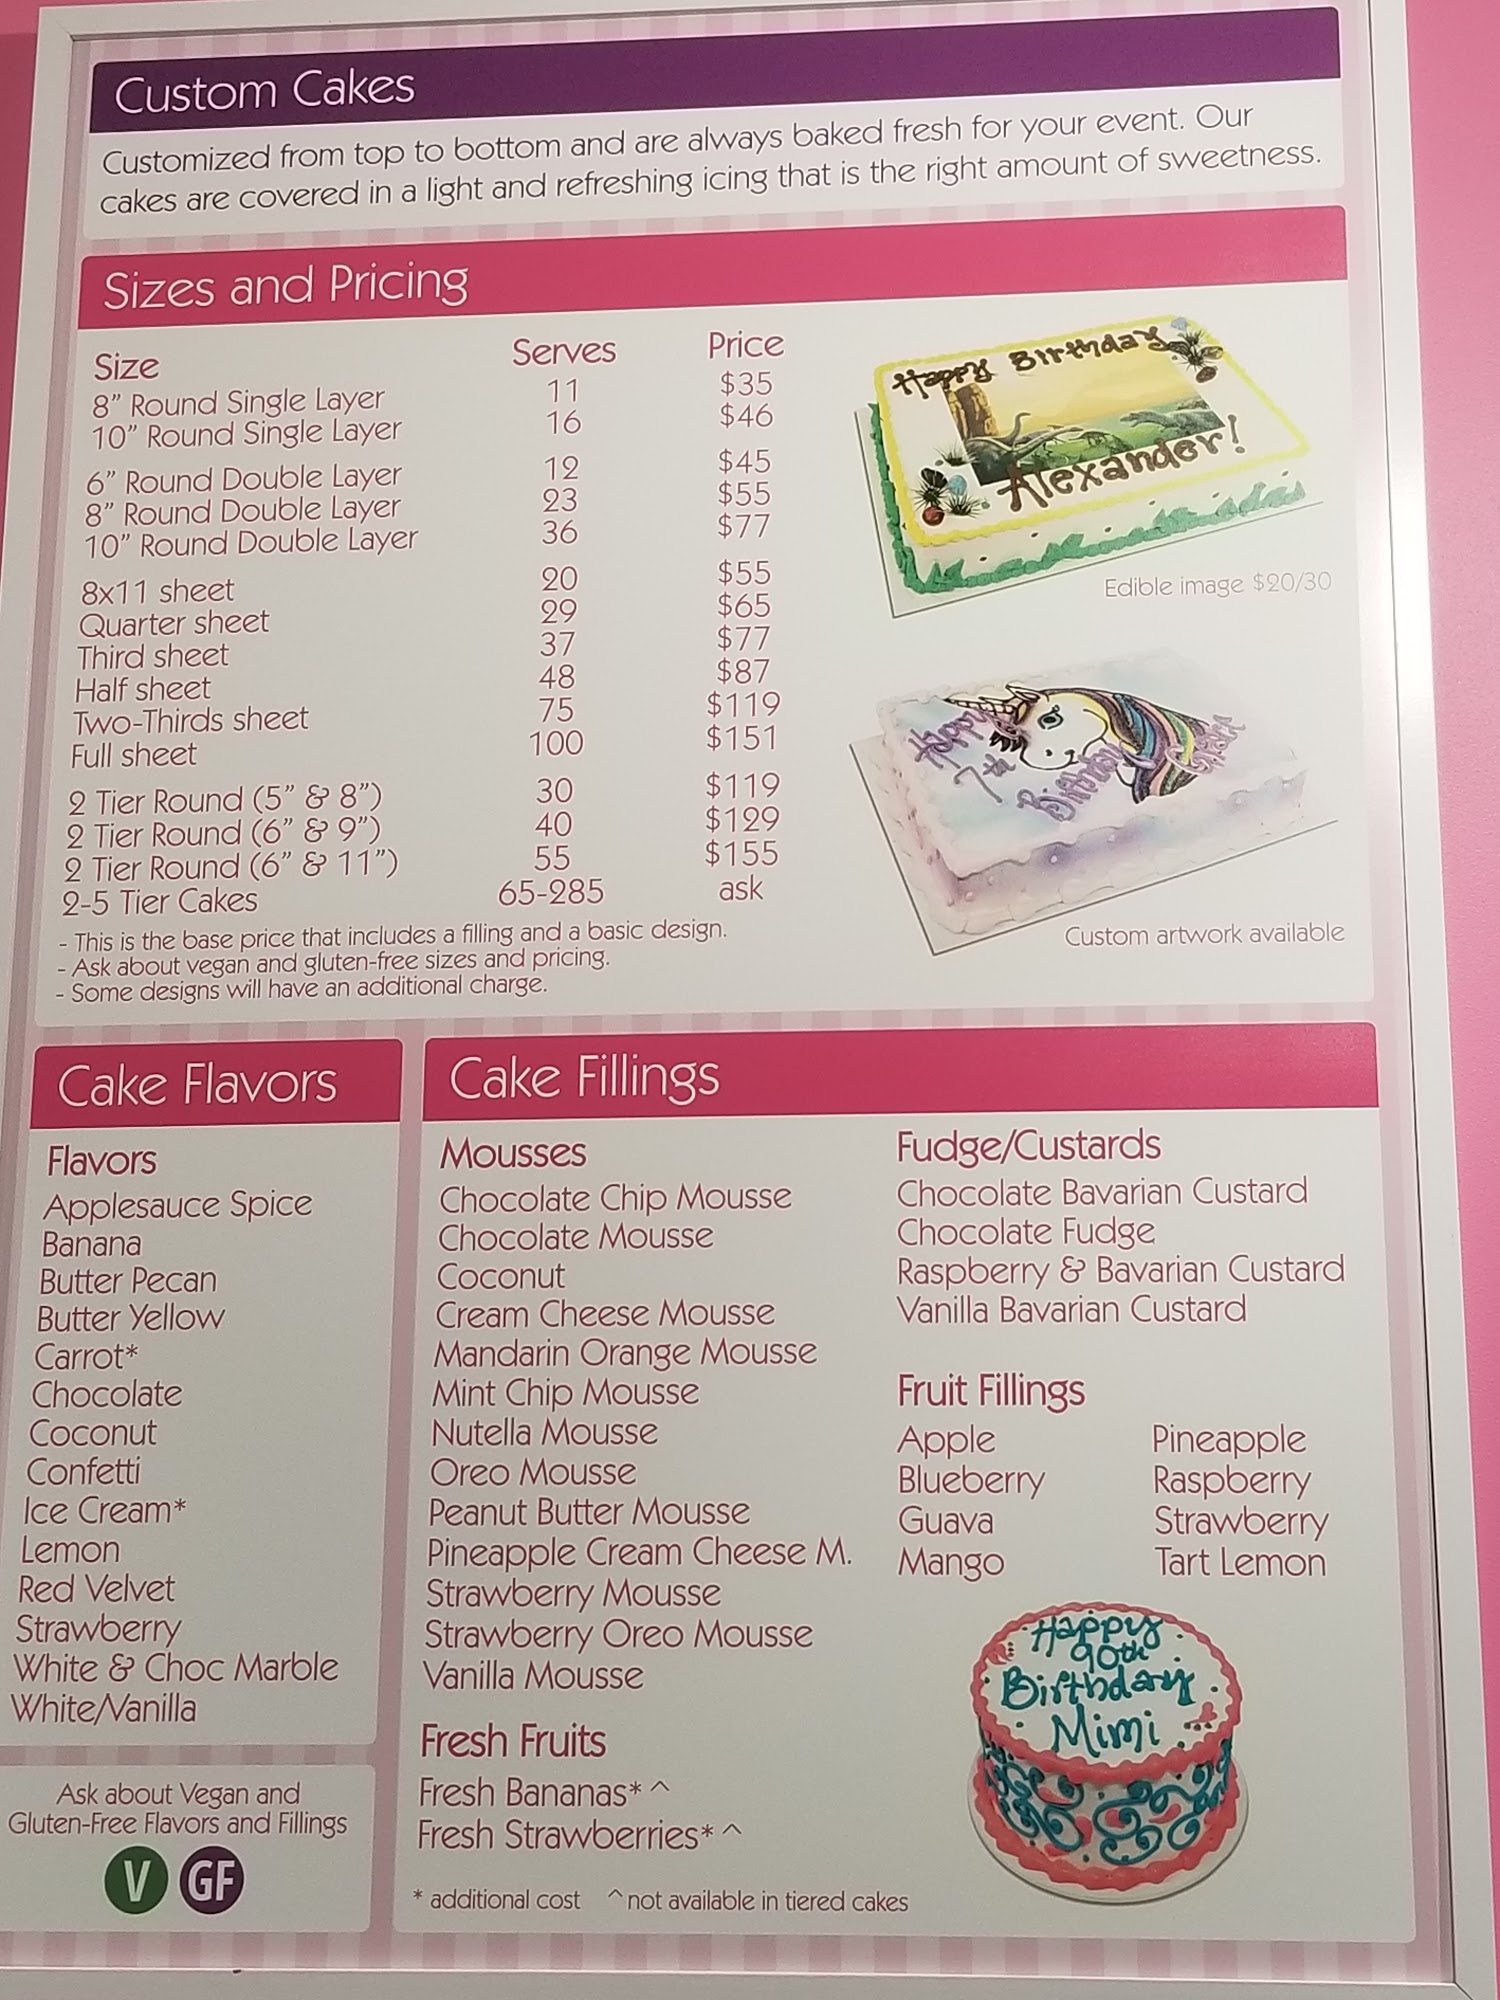 Custom Cakes
Customized from top to bottom and are always baked fresh for your event. Our
cakes are covered in a light and refreshing icing that is the right amount of sweetness.
Sizes and Pricing
Size Serves Price
8" Round Single Layer 11 $35
10" Round Single Layer 16 $46
6" Round Double Layer 12 $45
8" Round Double Layer 23 $55
10" Round Double Layer 36 $77
8x11 sheet 20 $55
Quarter sheet 29 $65
Third sheet 37 $77
Half sheet 48 $87
Two-Thirds sheet 75 $119
Full sheet 100 $151
2 Tier Round (5" & 8") 30 $119
2 Tier Round (6" & 9") 40 $129
2 Tier Round (6" & 11") 55 $155
2-5 Tier Cakes 65-285 ask
- This is the base price that includes a filling and a basic design.
- Ask about vegan and gluten-free sizes and pricing.
- Some designs will have an additional charge.
Happy Birthday
Alexander!
Edible image $20/30
Happy
7th
Birthday
Custom artwork available
Cake Flavors
Flavors
Applesauce Spice
Banana
Butter Pecan
Butter Yellow
Carrot*
Chocolate
Coconut
Confetti
Ice Cream*
Lemon
Red Velvet
Strawberry
White & Choc Marble
White/Vanilla
Ask about Vegan and
Gluten-Free Flavors and Fillings
V GF
Cake Fillings
Mousses
Chocolate Chip Mousse
Chocolate Mousse
Coconut
Cream Cheese Mousse
Mandarin Orange Mousse
Mint Chip Mousse
Nutella Mousse
Oreo Mousse
Peanut Butter Mousse
Pineapple Cream Cheese M.
Strawberry Mousse
Strawberry Oreo Mousse
Vanilla Mousse
Fresh Fruits
Fresh Bananas* ^
Fresh Strawberries* ^
* additional cost ^ not available in tiered cakes
Fudge/Custards
Chocolate Bavarian Custard
Chocolate Fudge
Raspberry & Bavarian Custard
Vanilla Bavarian Custard
Fruit Fillings
Apple Pineapple
Blueberry Raspberry
Guava Strawberry
Mango Tart Lemon
Happy
90th
Birthday
Mimi